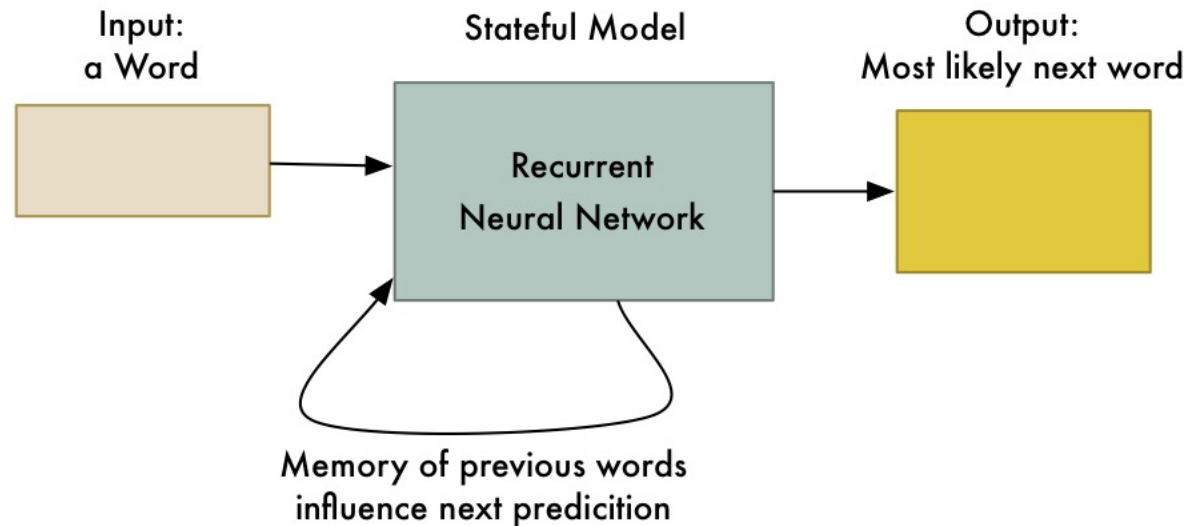 Input:
a Word
Stateful Model
Output:
Most likely next word
Recurrent
Neural Network
Memory of previous words
influence next predicition